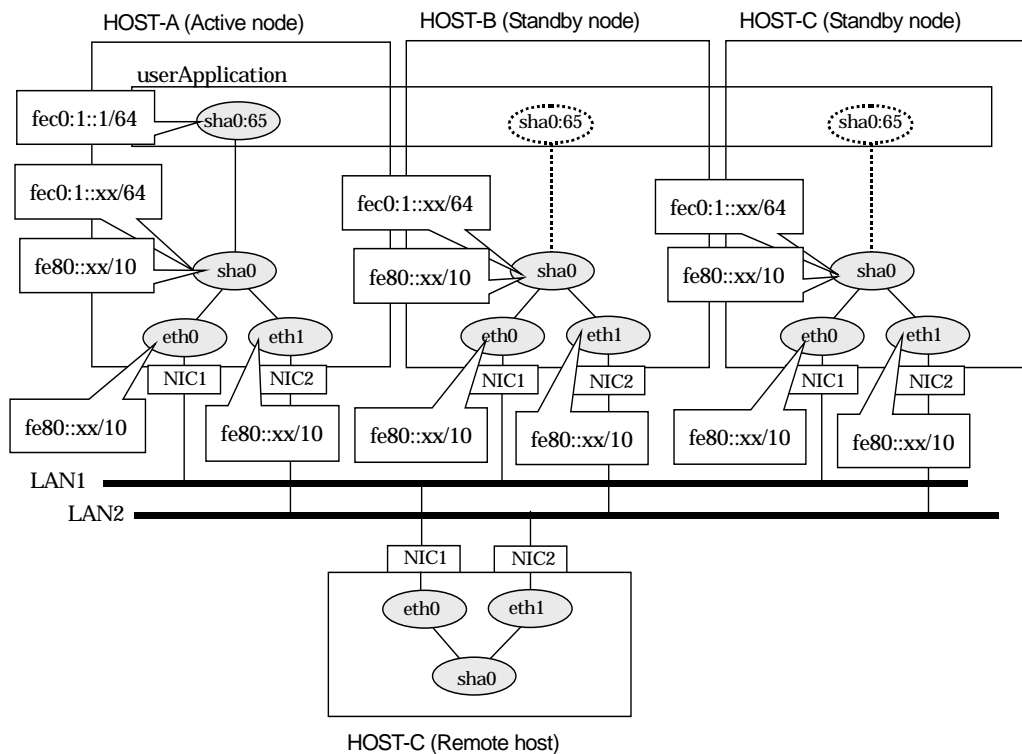 HOST-A (Active node)
HOST-B (Standby node)
HOST-C (Standby node)
userApplication
fec0:1::1/64
sha0:65
sha0:65
sha0:65
fec0:1::xx/64
fec0:1::xx/64
fec0:1::xx/64
fe80::xx/10
sha0
fe80::xx/10
sha0
fe80::xx/10
sha0
eth0
eth1
eth0
eth1
eth0
eth1
NIC1
NIC2
NIC1
NIC2
NIC1
NIC2
fe80::xx/10
fe80::xx/10
fe80::xx/10
fe80::xx/10
fe80::xx/10
fe80::xx/10
LAN1
LAN2
NIC1
NIC2
eth0
eth1
sha0
HOST-C (Remote host)